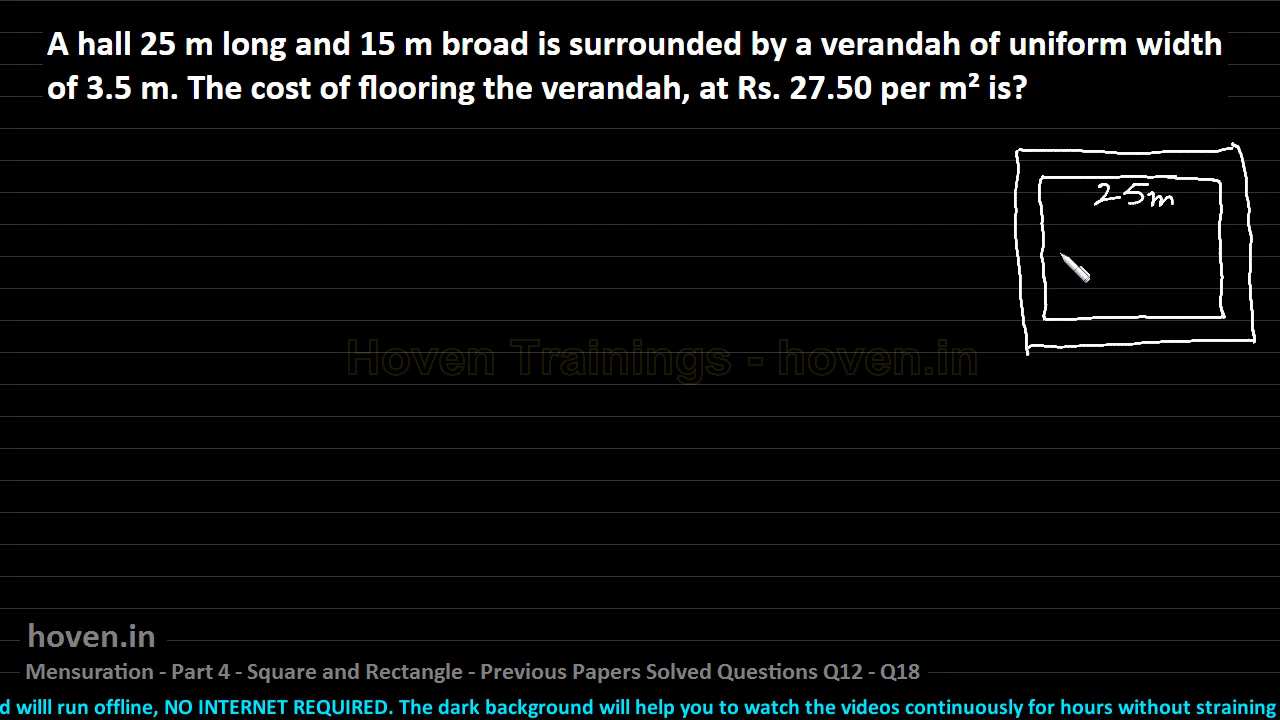 A hall 25 m long and 15 m broad is surrounded by a verandah of uniform width
of 3.5 m. The cost of flooring the verandah, at Rs. 27.50 per m² is?
25m
Hoven Trainings - hoven.in
hoven.in
Mensuration - Part 4 - Square and Rectangle - Previous Papers Solved Questions Q12 - Q18
d willl run offline, NO INTERNET REQUIRED. The dark background will help you to watch the videos continuously for hours without straining